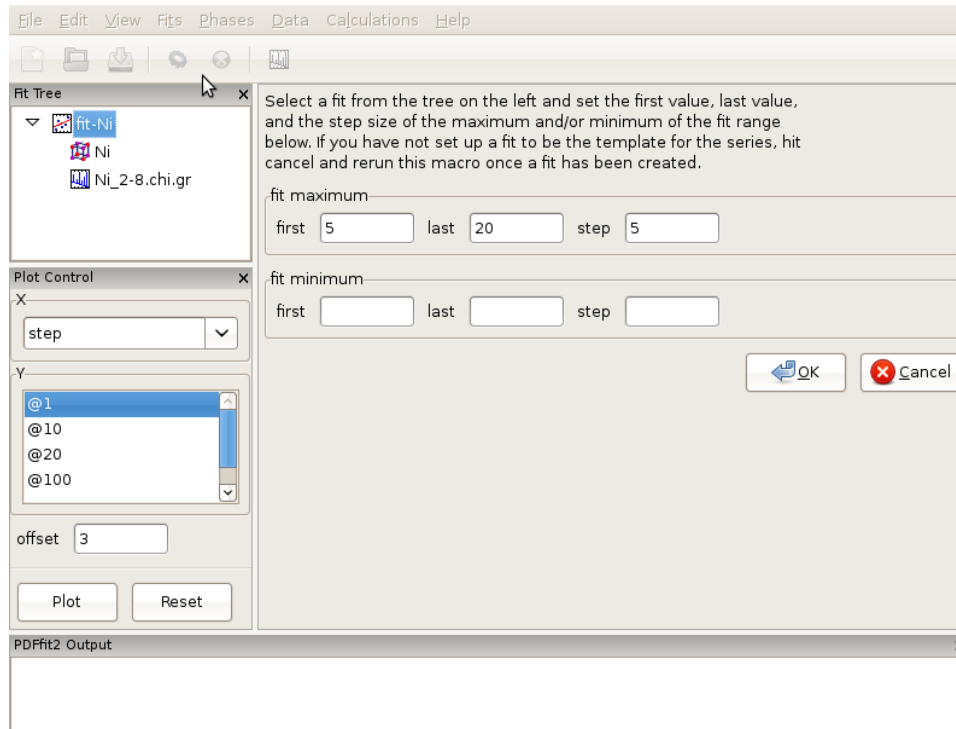 File Edit View Fits Phases Data Calculations Help
Fit Tree
fit-Ni
Ni
Ni_2-8.chi.gr
Plot Control
X
step
Y
@1
@10
@20
@100
offset 3
Plot Reset
Select a fit from the tree on the left and set the first value, last value,
and the step size of the maximum and/or minimum of the fit range
below. If you have not set up a fit to be the template for the series, hit
cancel and rerun this macro once a fit has been created.
fit maximum
first 5 last 20 step 5
fit minimum
first last step
OK Cancel
PDFfit2 Output